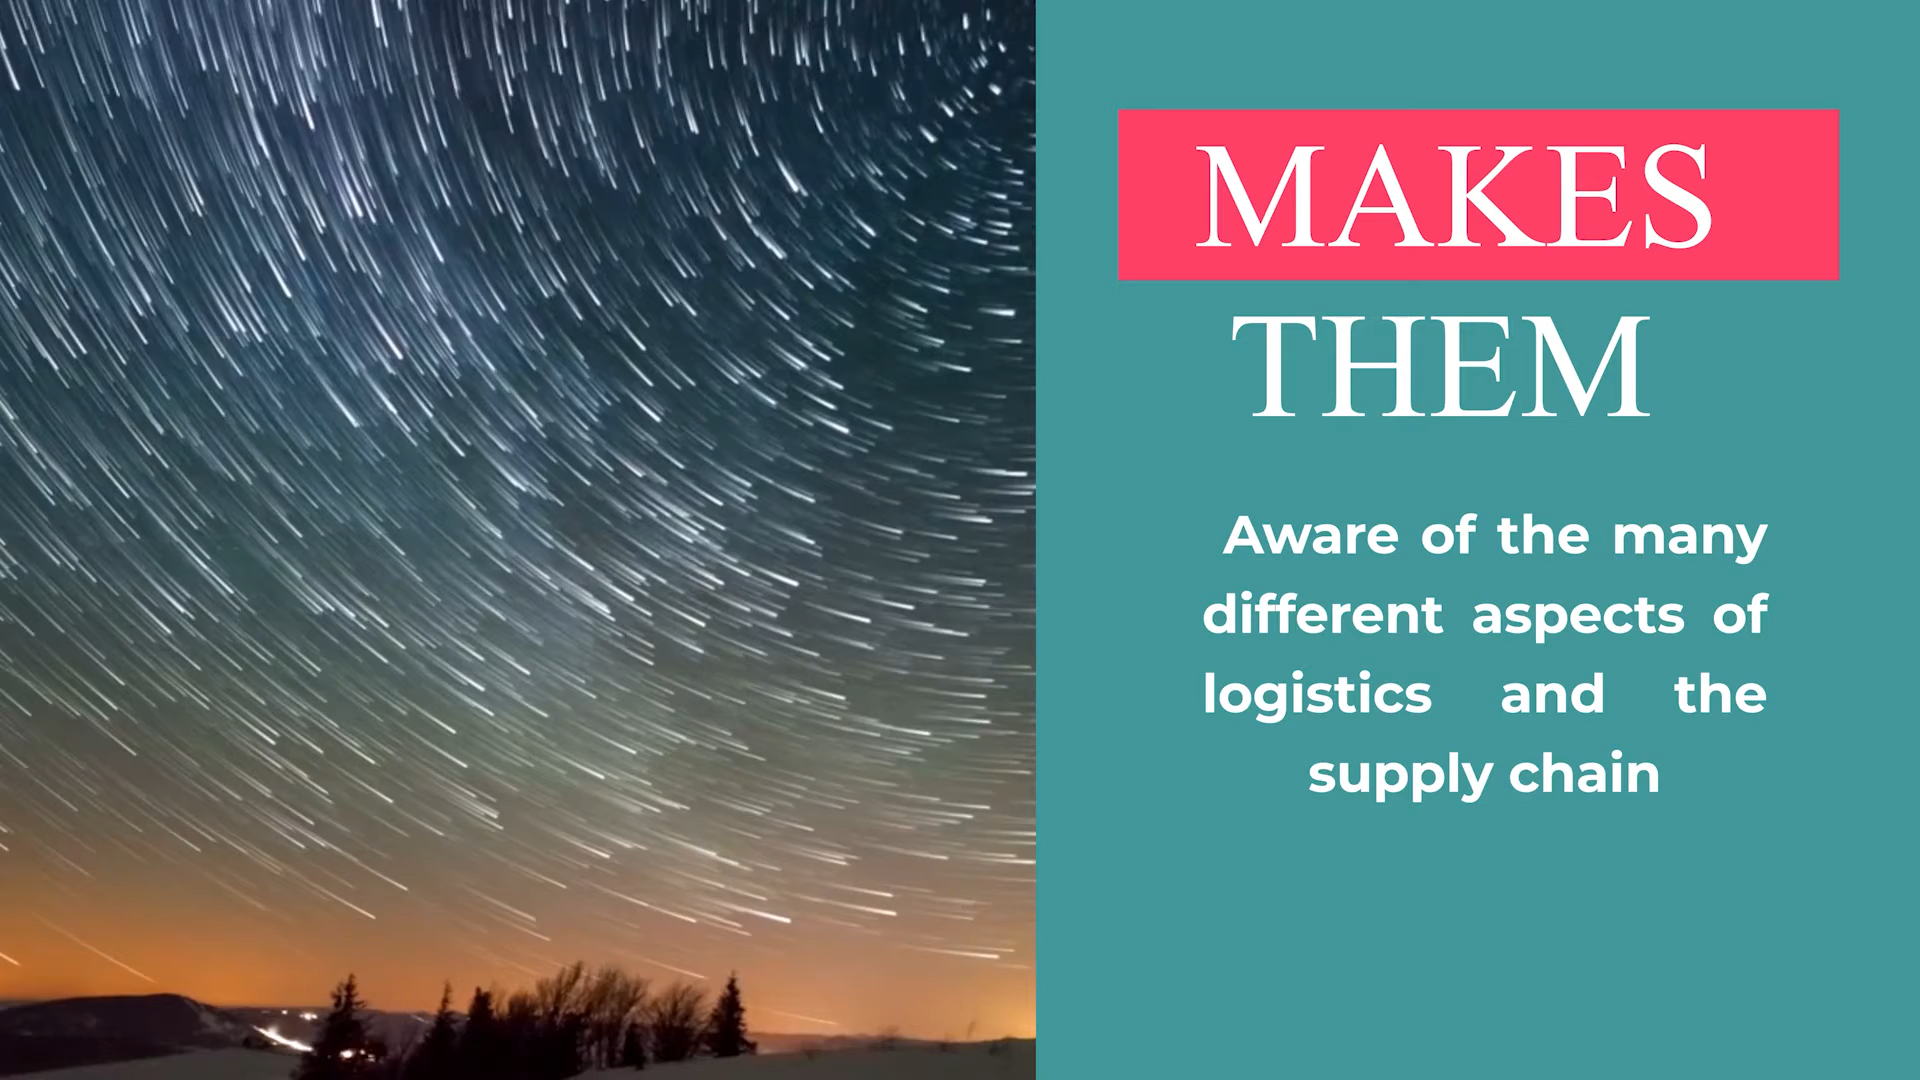 MAKES
THEM
Aware of the many
different aspects of
logistics and the
supply chain